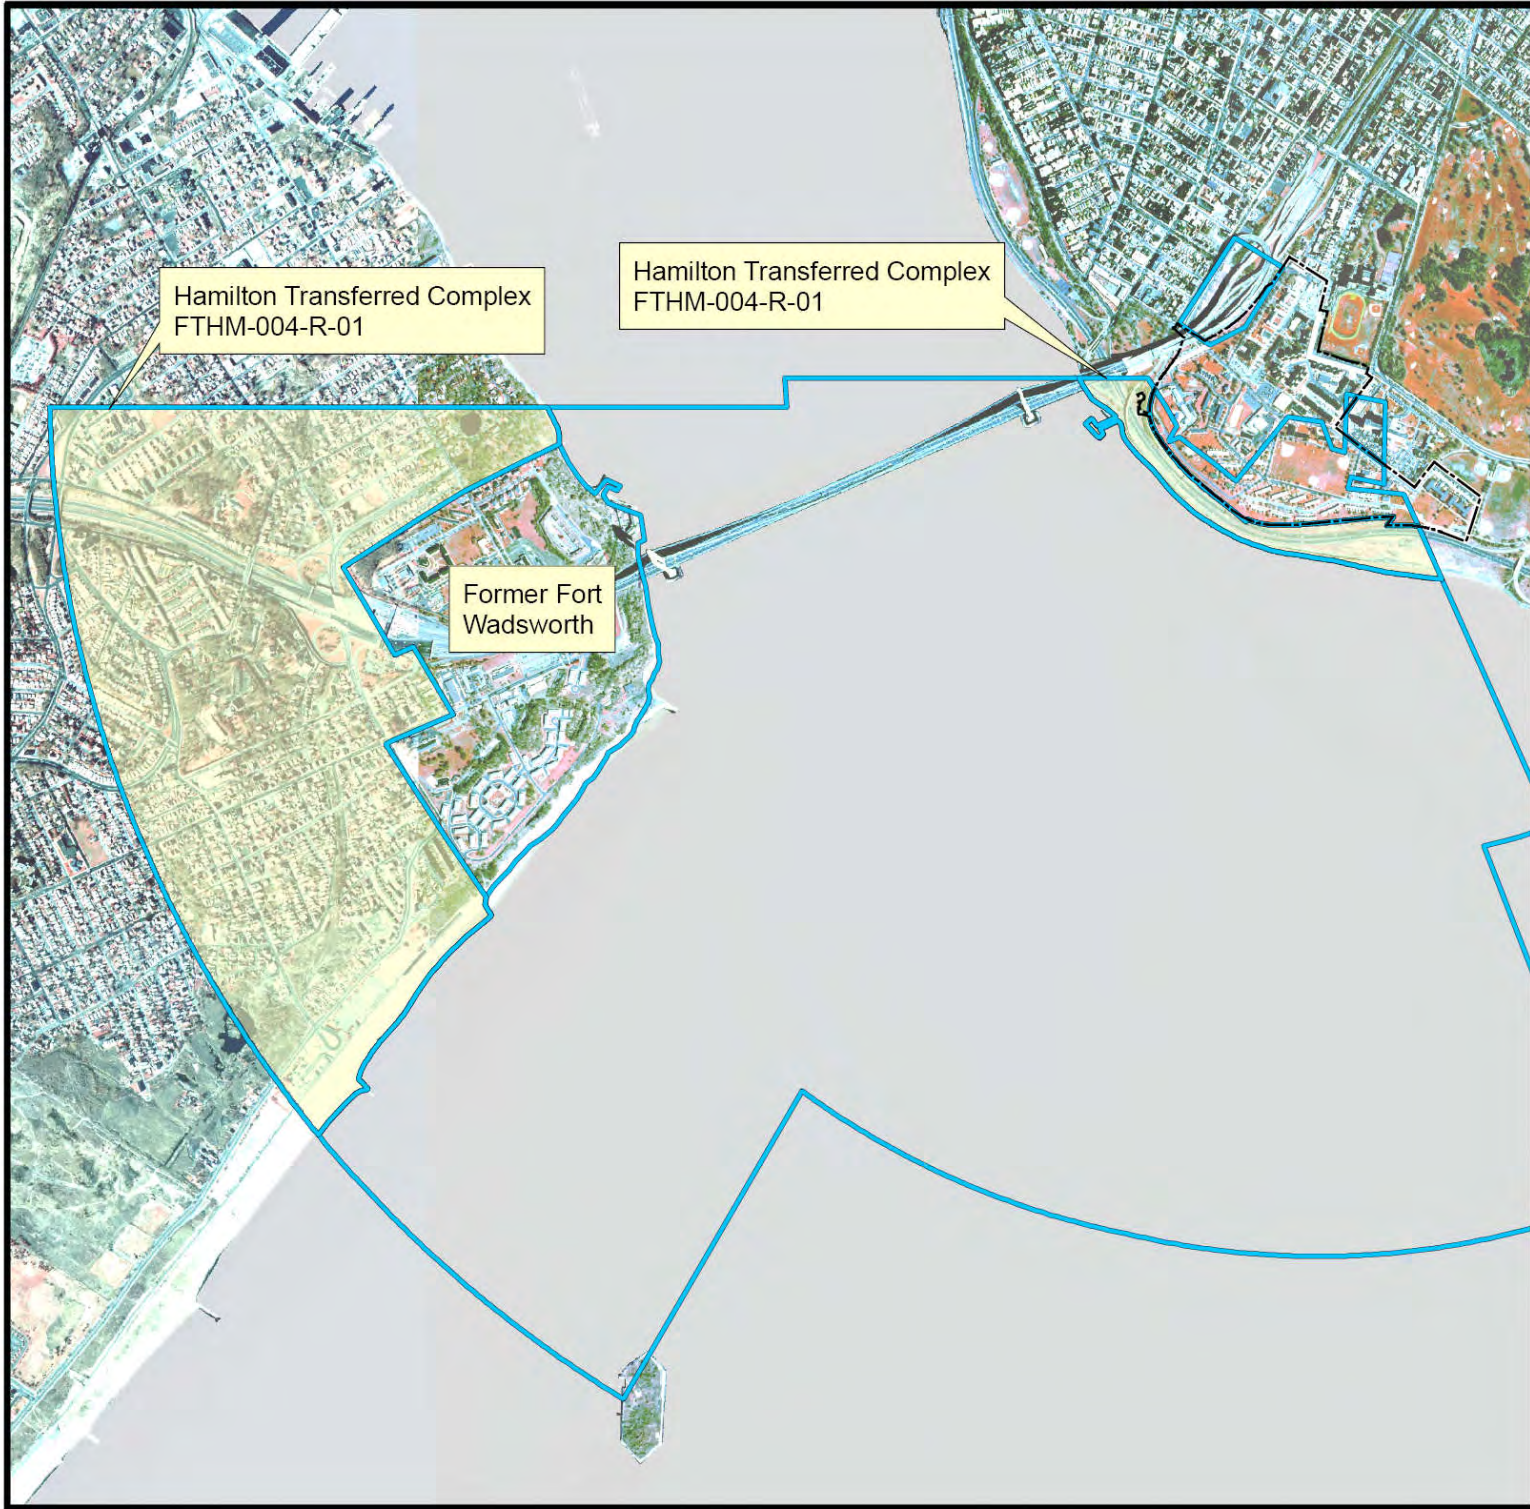 Hamilton Transferred Complex
FTHM-004-R-01
Hamilton Transferred Complex
FTHM-004-R-01
Former Fort
Wadsworth